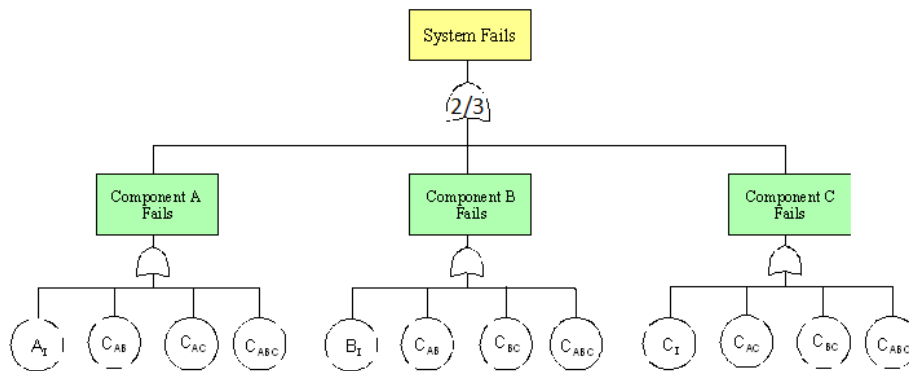 System Fails
2/3
Component A
Fails
Component B
Fails
Component C
Fails
A_I
C_AB
C_AC
C_ABC
B_I
C_AB
C_BC
C_ABC
C_I
C_AC
C_BC
C_ABC